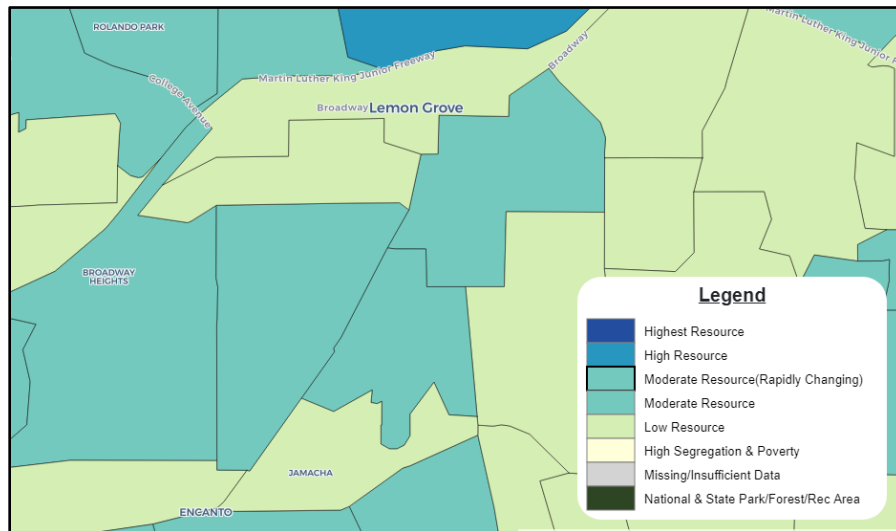 ROLANDO PARK
Martin Luther King Junior F
Broadway
Martin Luther King Junior Freeway
College Avenue
Broadway
Lemon Grove
BROADWAY
HEIGHTS
Legend
Highest Resource
High Resource
Moderate Resource(Rapidly Changing)
Moderate Resource
Low Resource
High Segregation & Poverty
Missing/Insufficient Data
National & State Park/Forest/Rec Area
JAMACHA
ENCANTO